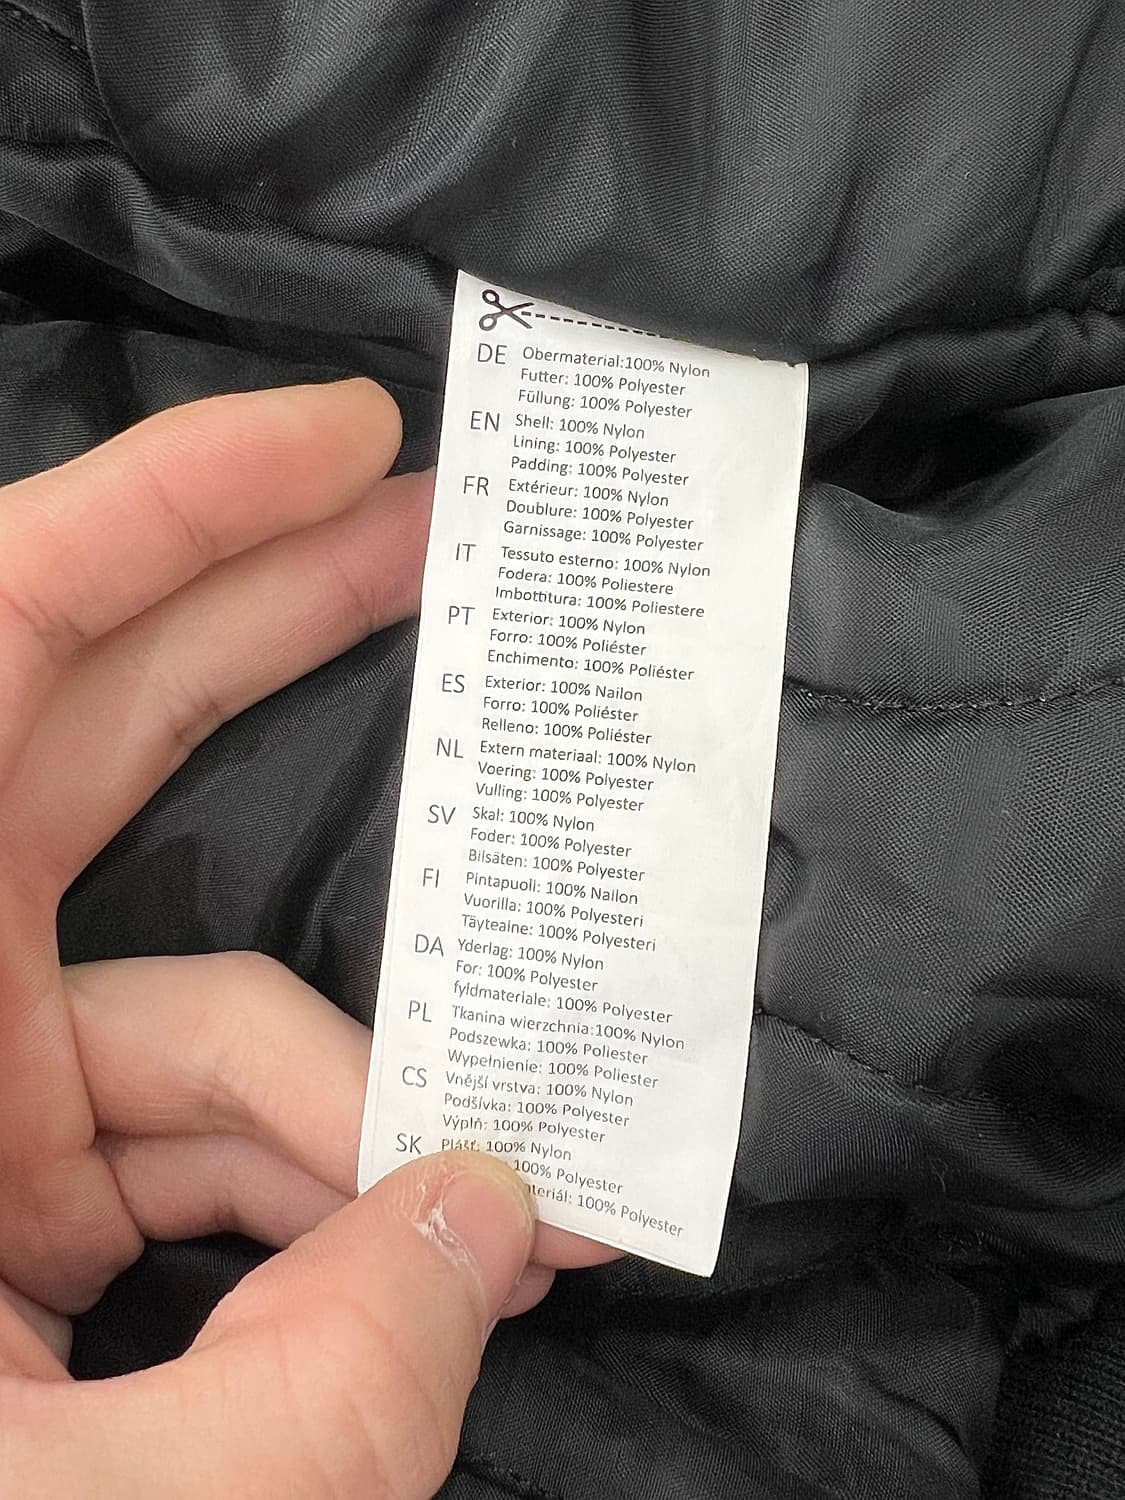 DE Obermaterial:100% Nylon
Futter: 100% Polyester
Füllung: 100% Polyester
EN Shell: 100% Nylon
Lining: 100% Polyester
Padding: 100% Polyester
FR Extérieur: 100% Nylon
Doublure: 100% Polyester
Garnissage: 100% Polyester
IT Tessuto esterno: 100% Nylon
Fodera: 100% Poliestere
Imbottitura: 100% Poliestere
PT Exterior: 100% Nylon
Forro: 100% Poliéster
Enchimento: 100% Poliéster
ES Exterior: 100% Nailon
Forro: 100% Poliéster
Relleno: 100% Poliéster
NL Extern materiaal: 100% Nylon
Voering: 100% Polyester
Vulling: 100% Polyester
SV Skal: 100% Nylon
Foder: 100% Polyester
Bilsäten: 100% Polyester
FI Pintapuoli: 100% Nailon
Vuorilla: 100% Polyesteri
Täytealne: 100% Polyesteri
DA Yderlag: 100% Nylon
For: 100% Polyester
fyldmateriale: 100% Polyester
PL Tkanina wierzchnia:100% Nylon
Podszewka: 100% Poliester
Wypełnienie: 100% Poliester
CS Vnější vrstva: 100% Nylon
Podšívka: 100% Polyester
Výplň: 100% Polyester
SK Plášť: 100% Nylon
100% Polyester
100% Polyester